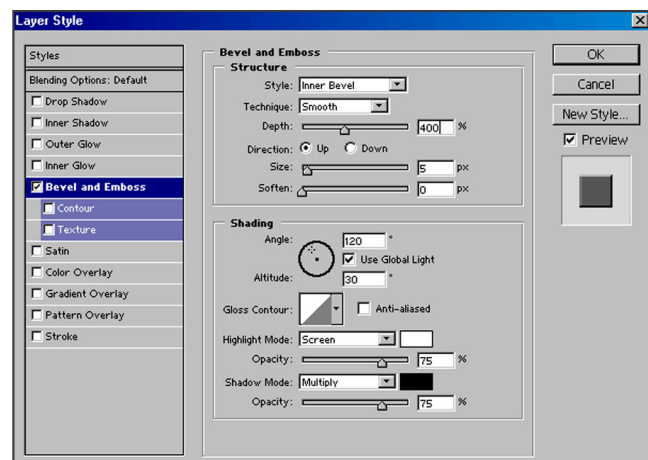 Layer Style
Styles
Blending Options: Default
Drop Shadow
Inner Shadow
Outer Glow
Inner Glow
Bevel and Emboss
Contour
Texture
Satin
Color Overlay
Gradient Overlay
Pattern Overlay
Stroke
Bevel and Emboss
Structure
Style: Inner Bevel
Technique: Smooth
Depth: 400 %
Direction: Up Down
Size: 5 px
Soften: 0 px
Shading
Angle: 120 °
Use Global Light
Altitude: 30 °
Gloss Contour: Anti-aliased
Highlight Mode: Screen
Opacity: 75 %
Shadow Mode: Multiply
Opacity: 75 %
OK
Cancel
New Style...
Preview